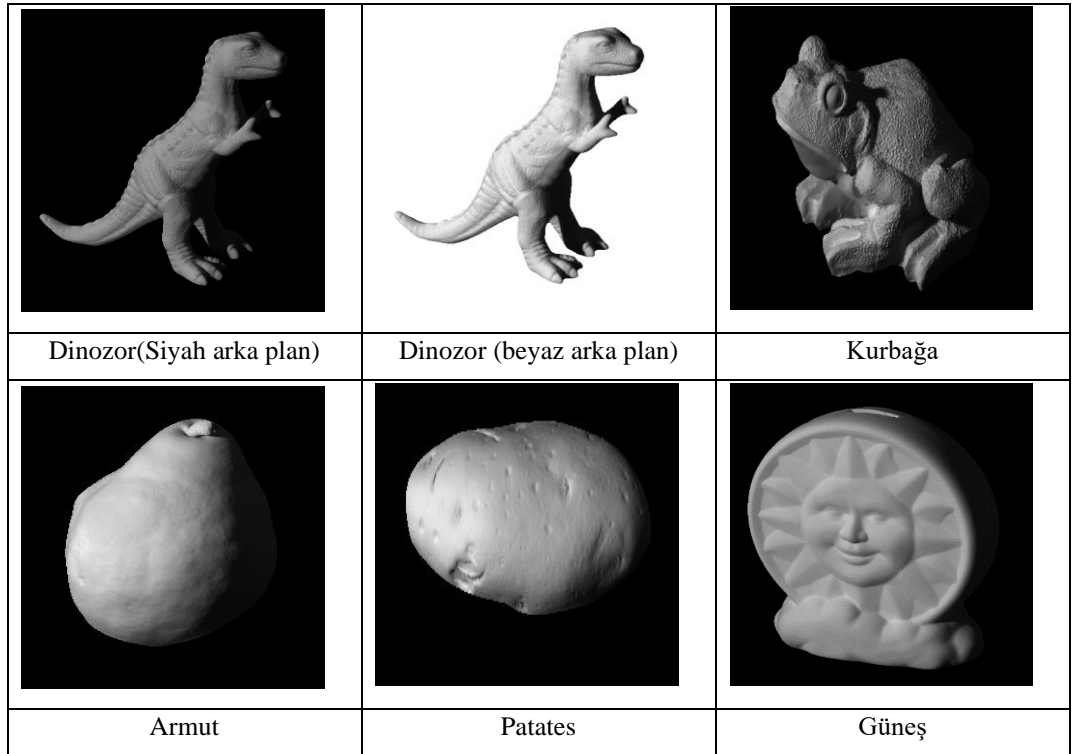 Dinozor(Siyah arka plan)
Dinozor (beyaz arka plan)
Kurbağa
Armut
Patates
Güneş